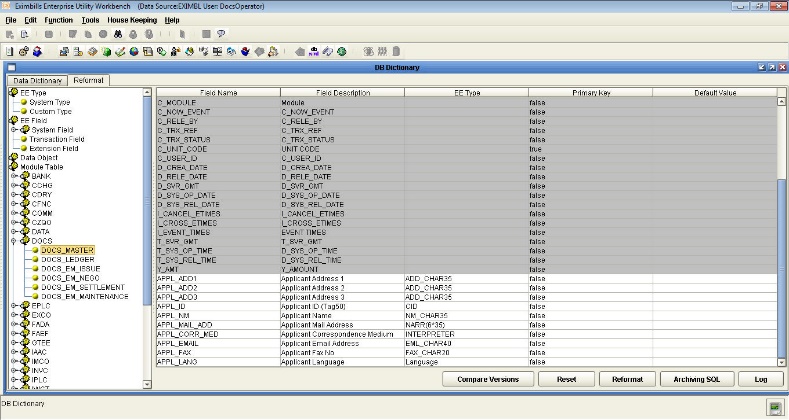 Eximbills Enterprise Utility Workbench (Data Source:EXIMBL User: DocsOperator)
File Edit Function Tools House Keeping Help
DB Dictionary
Data Dictionary Reformat
EE Type
System Type
Custom Type
EE Field
System Field
Transaction Field
Extension Field
Data Object
Module Table
BANK
CCHG
CDRY
CFNC
COMM
CZQO
DATA
DOCS
DOCS_MASTER
DOCS_LEDGER
DOCS_EM_ISSUE
DOCS_EM_NEGO
DOCS_EM_SETTLEMENT
DOCS_EM_MAINTENANCE
EPLC
EXCO
FADA
FAEF
GTEE
IAAC
IMCO
INVC
IPLC
Field Name Field Description EE Type Primary Key Default Value
C_MODULE Module false
C_NOW_EVENT C_NOW_EVENT false
C_RELE_BY C_RELE_BY false
C_TRX_REF C_TRX_REF false
C_TRX_STATUS C_TRX_STATUS false
C_UNIT_CODE UNIT CODE true
C_USER_ID C_USER_ID false
D_CREA_DATE D_CREA_DATE false
D_RELE_DATE D_RELE_DATE false
D_SVR_GMT D_SVR_GMT false
D_SYS_OP_DATE D_SYS_OP_DATE false
D_SYS_REL_DATE D_SYS_REL_DATE false
I_CANCEL_ETIMES I_CANCEL_ETIMES false
I_CROSS_ETIMES I_CROSS_ETIMES false
I_EVENT_TIMES EVENT TIMES false
T_SVR_GMT T_SVR_GMT false
T_SYS_OP_TIME T_SYS_OP_TIME false
T_SYS_REL_TIME T_SYS_REL_TIME false
Y_AMT Y_AMOUNT false
APPL_ADD1 Applicant Address 1 ADD_CHAR35 false
APPL_ADD2 Applicant Address 2 ADD_CHAR35 false
APPL_ADD3 Applicant Address 3 ADD_CHAR35 false
APPL_ID Applicant ID (Tag50) CID false
APPL_NM Applicant Name NM_CHAR35 false
APPL_MAIL_ADD Applicant Mail Address NARR(6*35) false
APPL_CORR_MED Applicant Correspondence Medium INTERPRETER false
APPL_EMAIL Applicant Email Address EML_CHAR40 false
APPL_FAX Applicant Fax No FAX_CHAR20 false
APPL_LANG Applicant Language Language false
Compare Versions Reset Reformat Archiving SQL Log
DB Dictionary